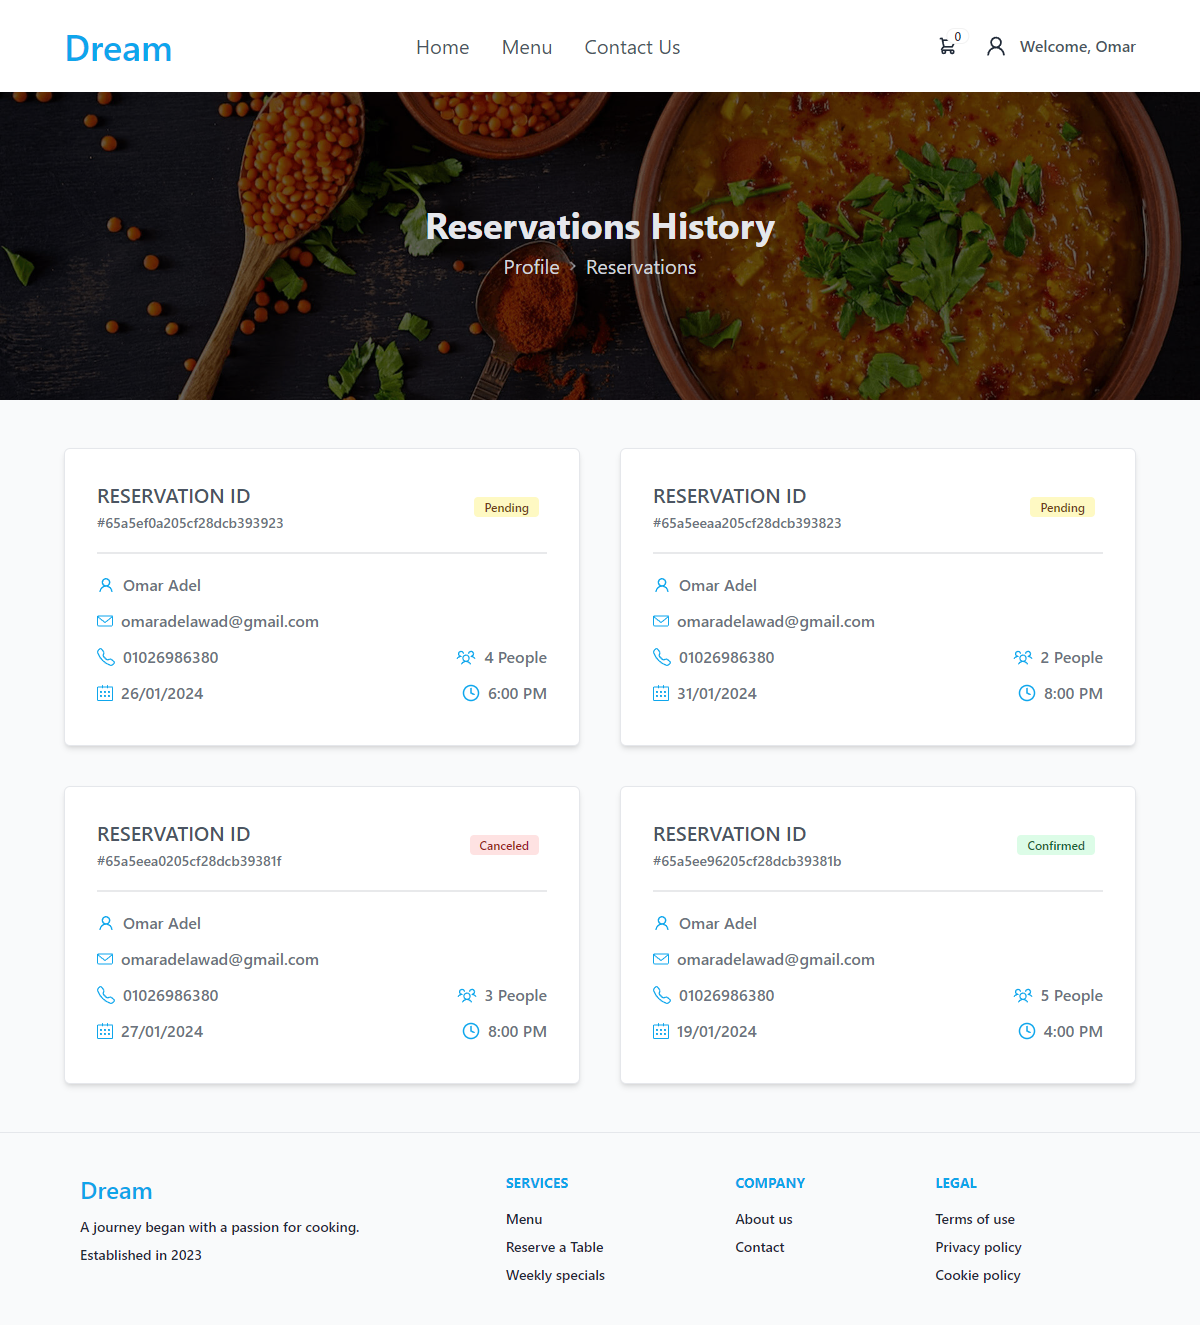 Dream
Home
Menu
Contact Us
0
Welcome, Omar
Reservations History
Profile > Reservations
RESERVATION ID
#65a5ef0a205cf28dcb393923
Pending
Omar Adel
omaradelawad@gmail.com
01026986380
4 People
26/01/2024
6:00 PM
RESERVATION ID
#65a5eeaa205cf28dcb393823
Pending
Omar Adel
omaradelawad@gmail.com
01026986380
2 People
31/01/2024
8:00 PM
RESERVATION ID
#65a5eea0205cf28dcb39381f
Canceled
Omar Adel
omaradelawad@gmail.com
01026986380
3 People
27/01/2024
8:00 PM
RESERVATION ID
#65a5ee96205cf28dcb39381b
Confirmed
Omar Adel
omaradelawad@gmail.com
01026986380
5 People
19/01/2024
4:00 PM
Dream
A journey began with a passion for cooking.
Established in 2023
SERVICES
Menu
Reserve a Table
Weekly specials
COMPANY
About us
Contact
LEGAL
Terms of use
Privacy policy
Cookie policy